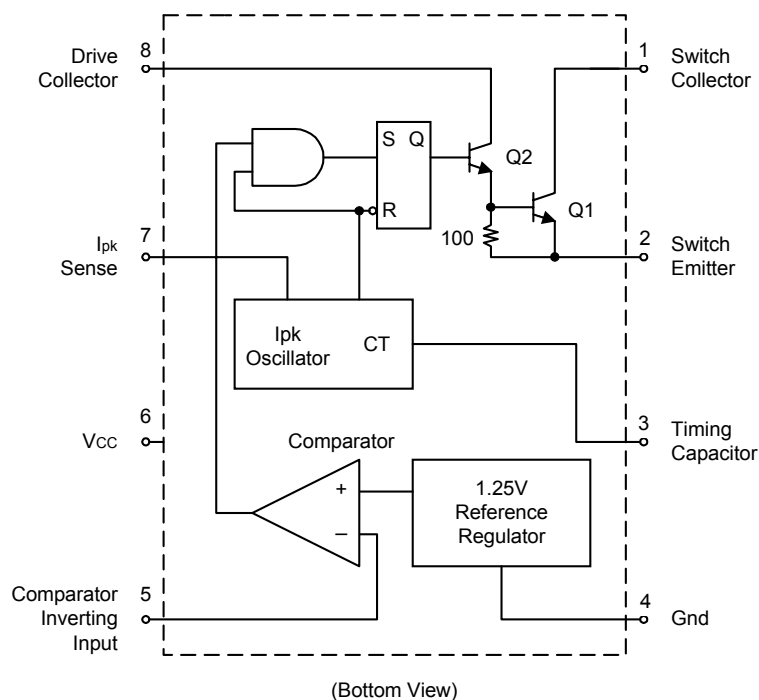 8
Drive
Collector
1
Switch
Collector
S Q
Q2
R
Q1
7
Ipk
Sense
100
2
Switch
Emitter
Ipk
Oscillator
CT
6
VCC
Comparator
3
Timing
Capacitor
+
–
1.25V
Reference
Regulator
5
Comparator
Inverting
Input
4
Gnd
(Bottom View)